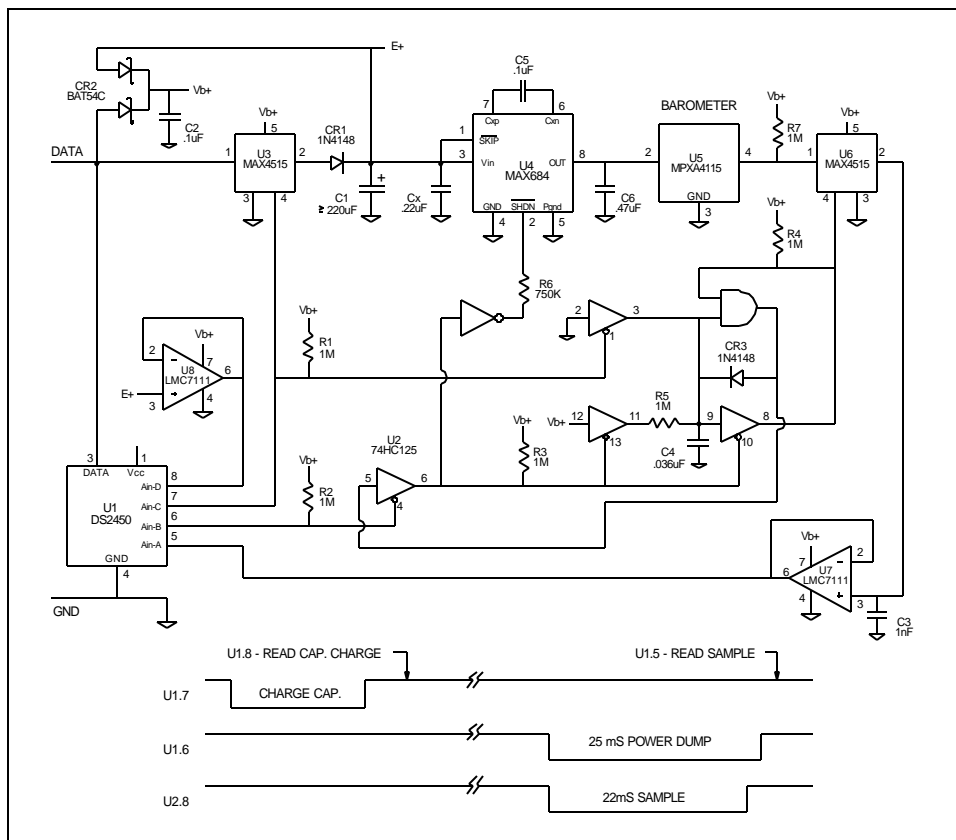 E+
C5
.1uF
CR2
BAT54C
Vb+
C2
.1uF
7
6
Cxp
Cxn
BAROMETER
Vb+
Vb+
R7
1M
Vb+
5
U3
MAX4515
CR1
1N4148
1
SKIP
DATA
1
2
3
Vin
U4
MAX684
OUT
8
2
U5
MPXA4115
4
1
5
U6
MAX4515
2
3
4
+
C1
≥ 220uF
Cx
.22uF
GND
SHDN
Pgnd
4
2
5
C6
.47uF
GND
3
4
3
Vb+
R4
1M
R6
750K
Vb+
R1
1M
2
3
1
CR3
1N4148
2
Vb+
7
U8
LMC7111
6
4
E+
3
Vb+
R3
1M
Vb+
12
11
13
R5
1M
9
8
10
C4
.036uF
U2
74HC125
5
6
4
Vb+
R2
1M
3
1
DATA
Vcc
Ain-D
8
U1
DS2450
Ain-C
7
Ain-B
6
Ain-A
5
GND
4
Vb+
7
2
6
U7
LMC7111
4
3
C3
1nF
GND
U1.8 - READ CAP. CHARGE
U1.5 - READ SAMPLE
U1.7
CHARGE CAP.
U1.6
25 mS POWER DUMP
U2.8
22mS SAMPLE